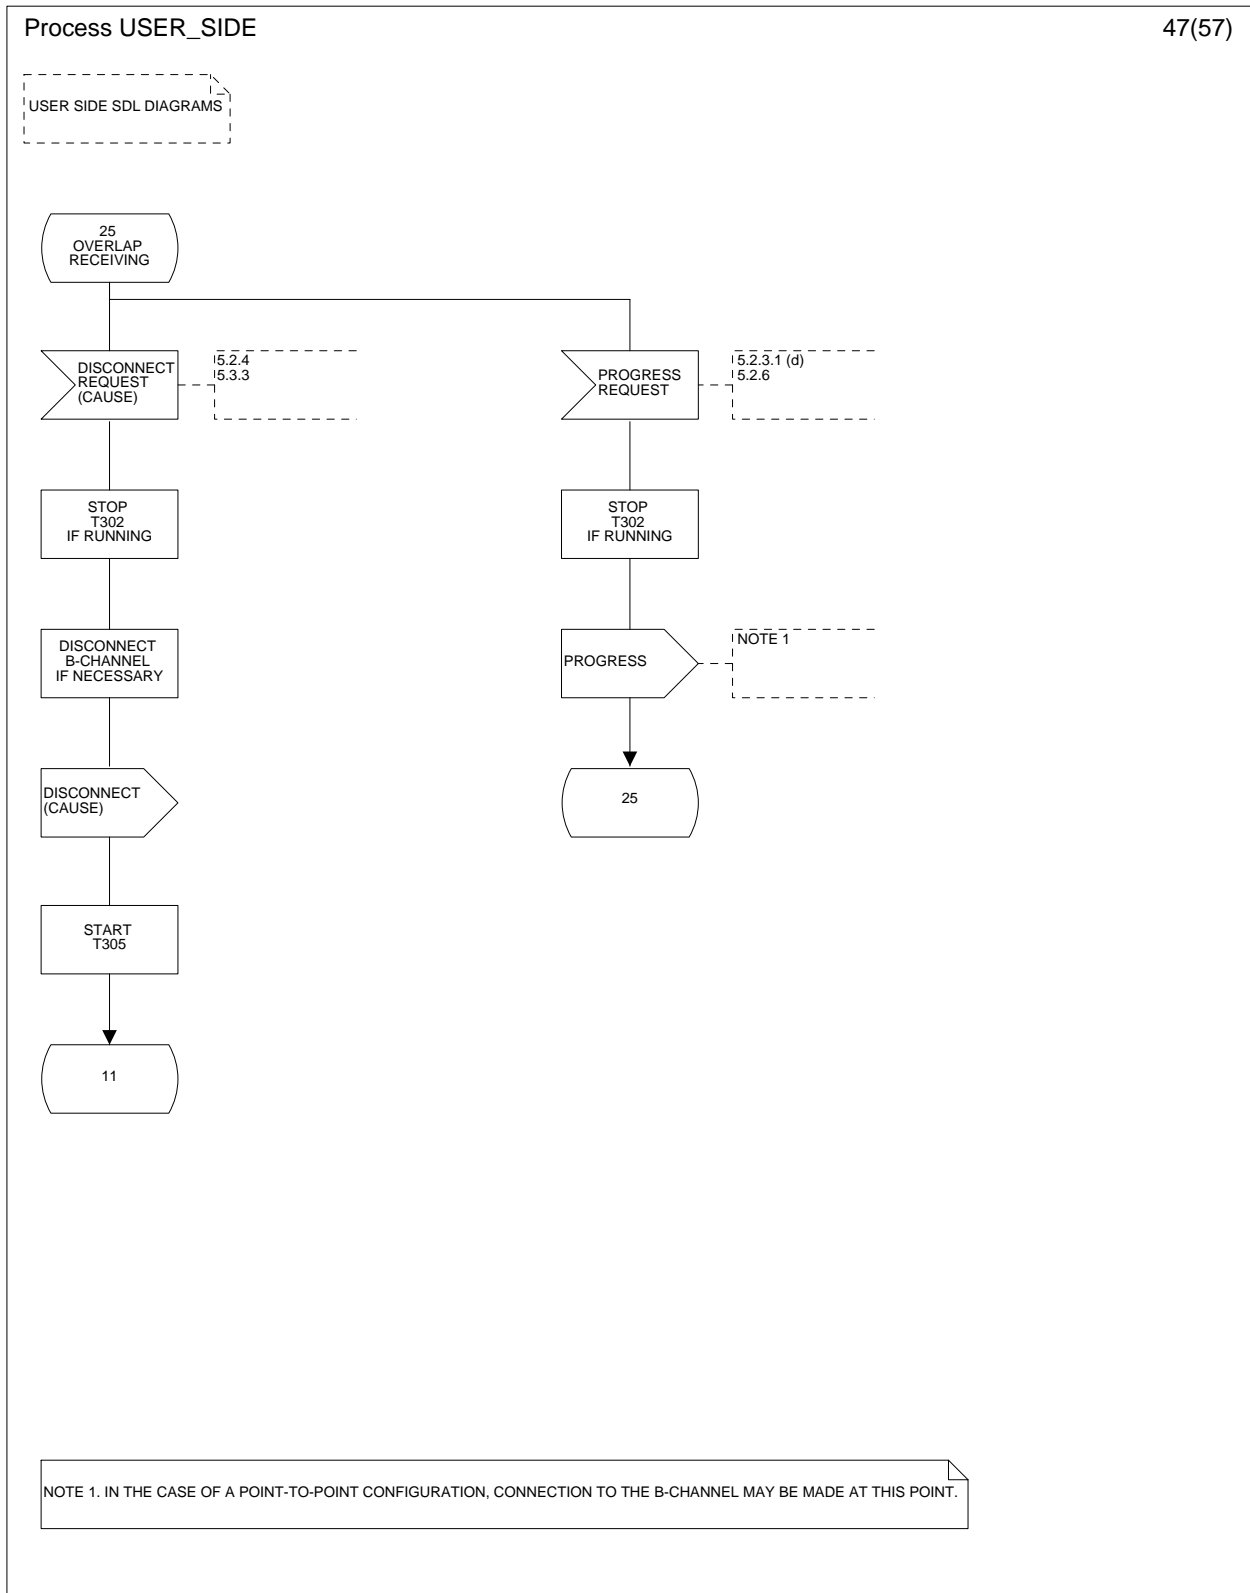 Process USER_SIDE
47(57)
USER SIDE SDL DIAGRAMS
25
OVERLAP
RECEIVING
DISCONNECT
REQUEST
(CAUSE)
5.2.4
5.3.3
PROGRESS
REQUEST
5.2.3.1 (d)
5.2.6
STOP
T302
IF RUNNING
STOP
T302
IF RUNNING
DISCONNECT
B-CHANNEL
IF NECESSARY
PROGRESS
NOTE 1
DISCONNECT
(CAUSE)
25
START
T305
11
NOTE 1. IN THE CASE OF A POINT-TO-POINT CONFIGURATION, CONNECTION TO THE B-CHANNEL MAY BE MADE AT THIS POINT.